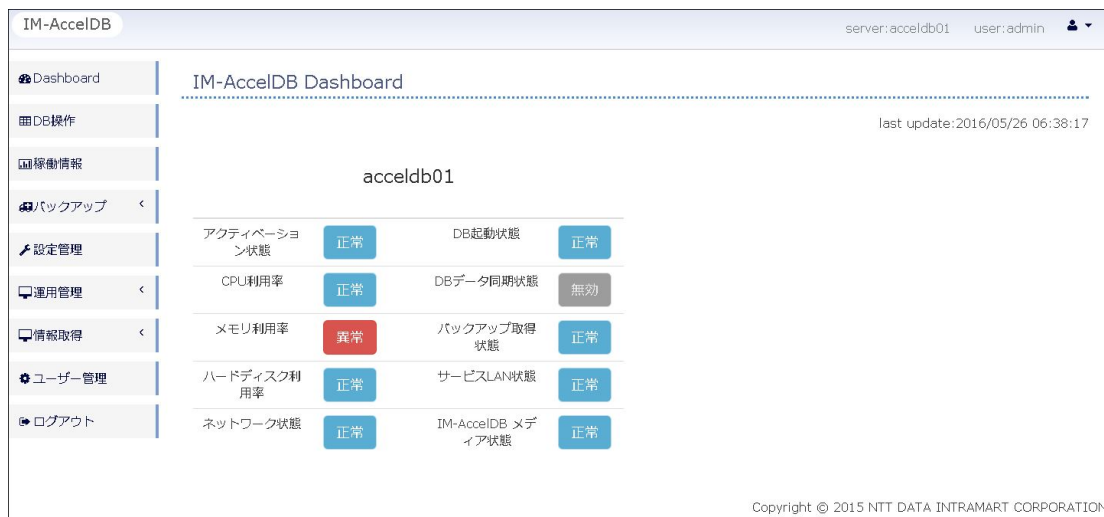 IM-AccelDB
server:acceldb01 user:admin
Dashboard
DB操作
稼働情報
バックアップ
設定管理
運用管理
情報取得
ユーザー管理
ログアウト
IM-AccelDB Dashboard
last update:2016/05/26 06:38:17
acceldb01
アクティベーショ
ン状態
正常
DB起動状態
正常
CPU利用率
正常
DBデータ同期状態
無効
メモリ利用率
異常
バックアップ取得
状態
正常
ハードディスク利
用率
正常
サービスLAN状態
正常
ネットワーク状態
正常
IM-AccelDB メデ
ィア状態
正常
Copyright © 2015 NTT DATA INTRAMART CORPORATION